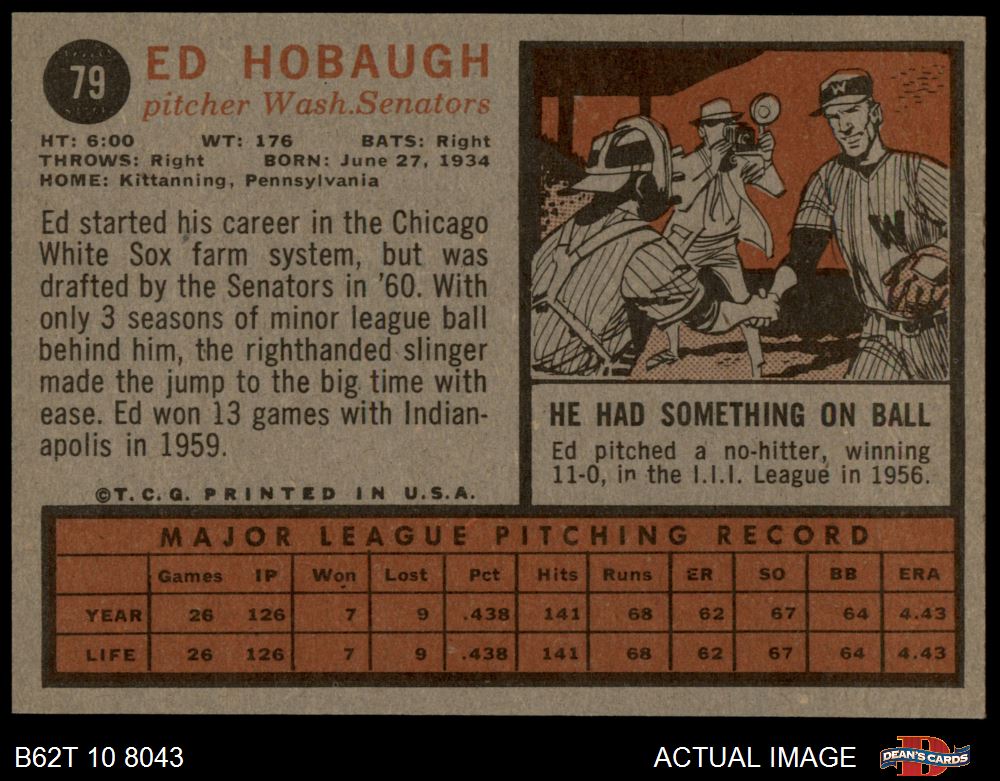 79
ED HOBAUGH
pitcher Wash.Senators
HT: 6:00 WT: 176 BATS: Right
THROWS: Right BORN: June 27, 1934
HOME: Kittanning, Pennsylvania
Ed started his career in the Chicago
White Sox farm system, but was
drafted by the Senators in '60. With
only 3 seasons of minor league ball
behind him, the righthanded slinger
made the jump to the big time with
ease. Ed won 13 games with Indian-
apolis in 1959.
©T.C.G. PRINTED IN U.S.A.
W
W
HE HAD SOMETHING ON BALL
Ed pitched a no-hitter, winning
11-0, in the I.I.I. League in 1956.
MAJOR LEAGUE PITCHING RECORD
Games IP Won Lost Pct Hits Runs ER SO BB ERA
YEAR 26 126 7 9 .438 141 68 62 67 64 4.43
LIFE 26 126 7 9 .438 141 68 62 67 64 4.43
B62T 10 8043
ACTUAL IMAGE
D
DEAN'S CARDS